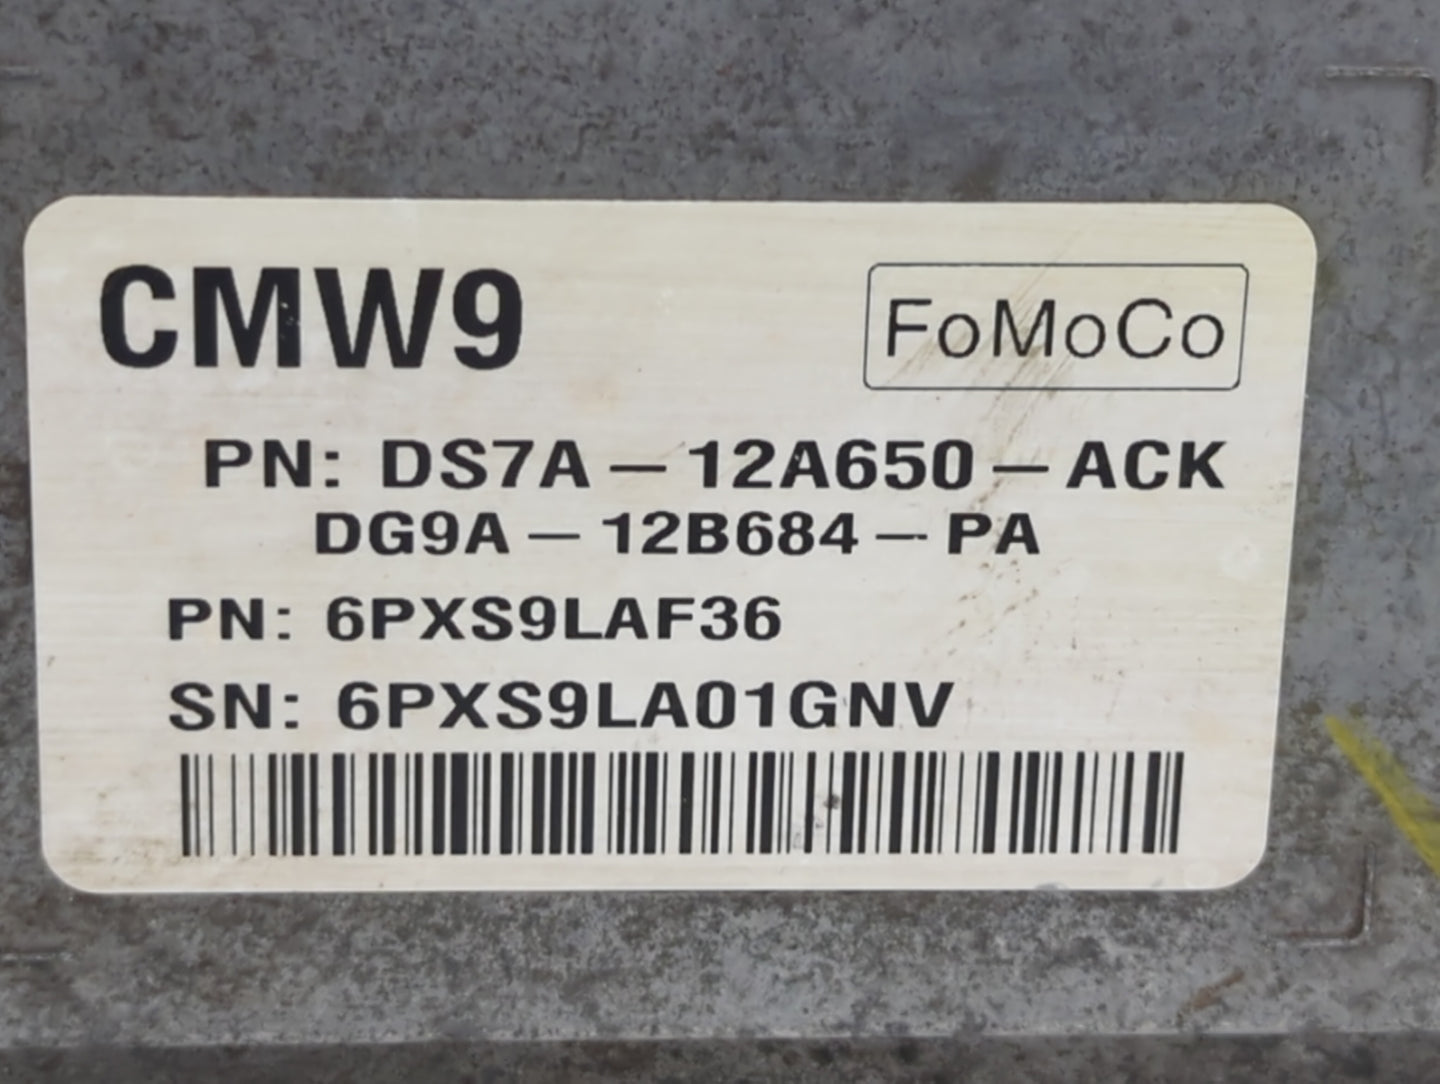 CMW9
FoMoCo
PN: DS7A-12A650-ACK
DG9A-12B684-PA
PN: 6PXS9LAF36
SN: 6PXS9LA01GNV